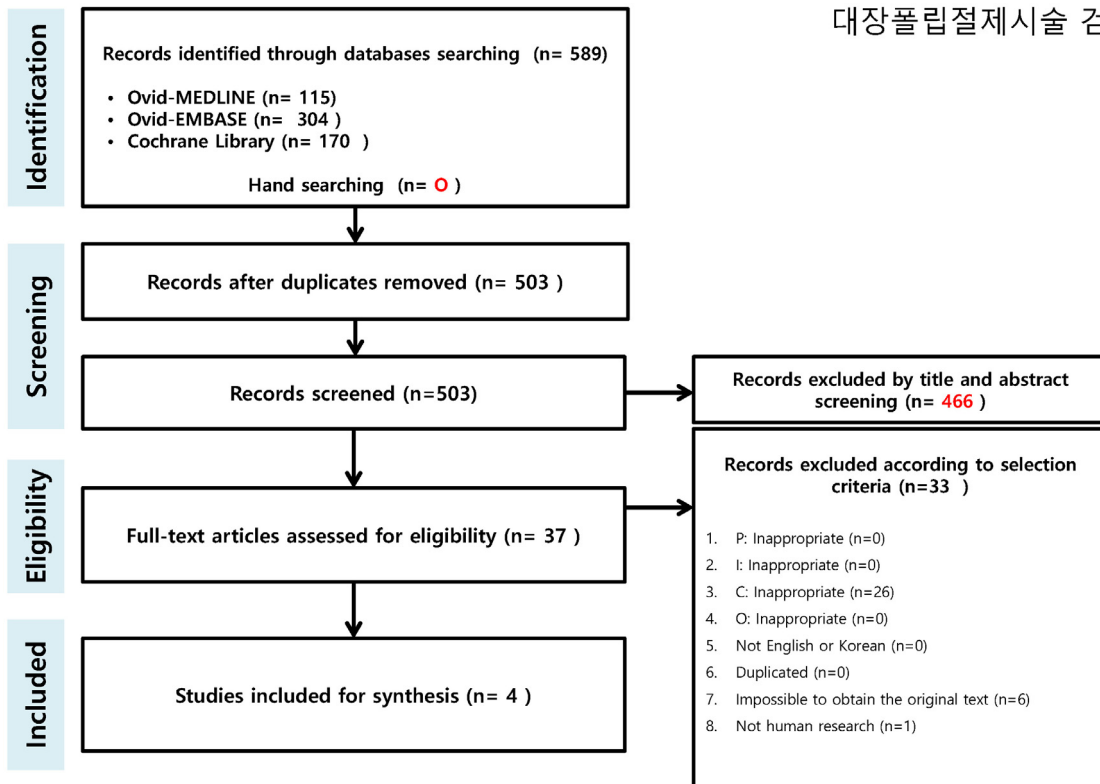 대장폴립절제시술 검
Identification
Records identified through databases searching (n= 589)
• Ovid-MEDLINE (n= 115)
• Ovid-EMBASE (n= 304)
• Cochrane Library (n= 170 )
Hand searching (n= O )
Screening
Records after duplicates removed (n= 503 )
Records screened (n=503)
Records excluded by title and abstract
screening (n= 466 )
Eligibility
Full-text articles assessed for eligibility (n= 37 )
Records excluded according to selection
criteria (n=33 )
1. P: Inappropriate (n=0)
2. I: Inappropriate (n=0)
3. C: Inappropriate (n=26)
4. O: Inappropriate (n=0)
5. Not English or Korean (n=0)
6. Duplicated (n=0)
7. Impossible to obtain the original text (n=6)
8. Not human research (n=1)
Included
Studies included for synthesis (n= 4 )